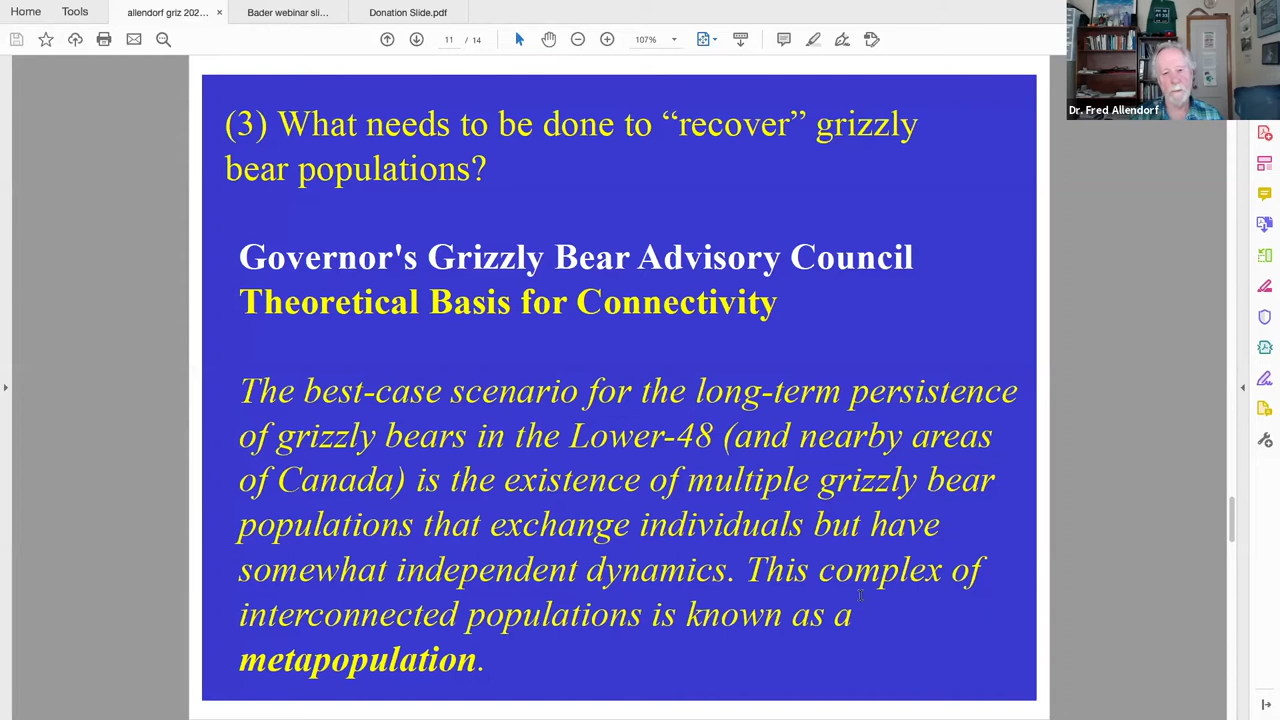 Home
Tools
allendorf griz 202... ×
Bader webinar sli...
Donation Slide.pdf
11 / 14
107%
Dr. Fred Allendorf
(3) What needs to be done to “recover” grizzly
bear populations?
Governor's Grizzly Bear Advisory Council
Theoretical Basis for Connectivity
The best-case scenario for the long-term persistence
of grizzly bears in the Lower-48 (and nearby areas
of Canada) is the existence of multiple grizzly bear
populations that exchange individuals but have
somewhat independent dynamics. This complex of
interconnected populations is known as a
metapopulation.